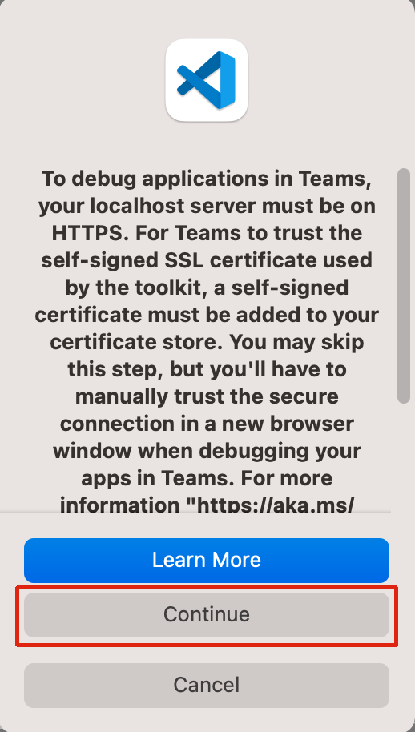 To debug applications in Teams,
your localhost server must be on
HTTPS. For Teams to trust the
self-signed SSL certificate used
by the toolkit, a self-signed
certificate must be added to your
certificate store. You may skip
this step, but you'll have to
manually trust the secure
connection in a new browser
window when debugging your
apps in Teams. For more
information "https://aka.ms/
Learn More
Continue
Cancel